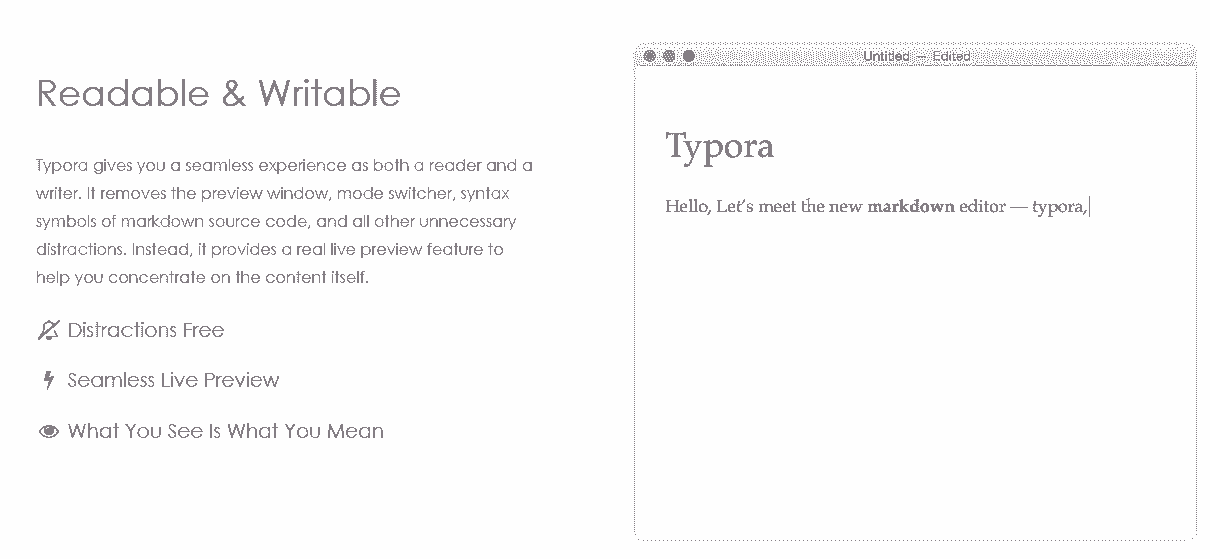 Readable & Writable
Typora gives you a seamless experience as both a reader and a
writer. It removes the preview window, mode switcher, syntax
symbols of markdown source code, and all other unnecessary
distractions. Instead, it provides a real live preview feature to
help you concentrate on the content itself.
Distractions Free
Seamless Live Preview
What You See Is What You Mean
Untitled — Edited
Typora
Hello, Let’s meet the new markdown editor — typora,